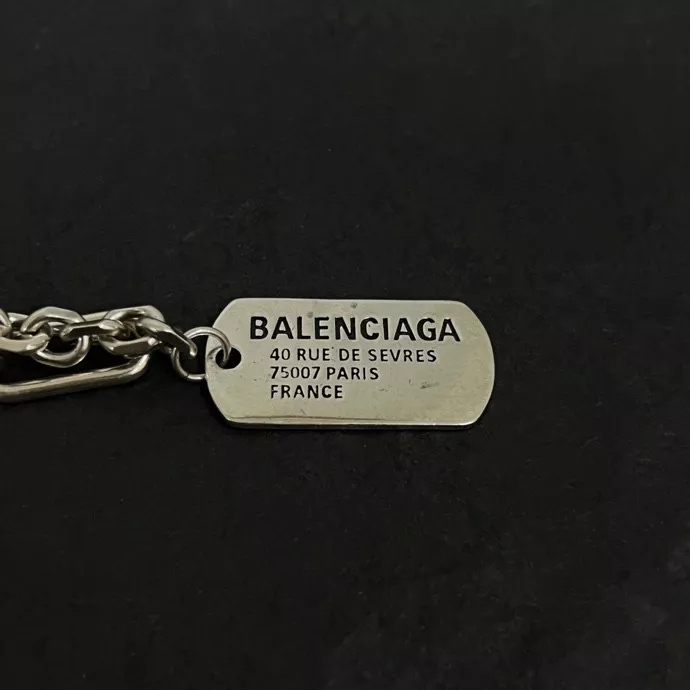 BALENCIAGA
40 RUE DE SEVRES
75007 PARIS
FRANCE